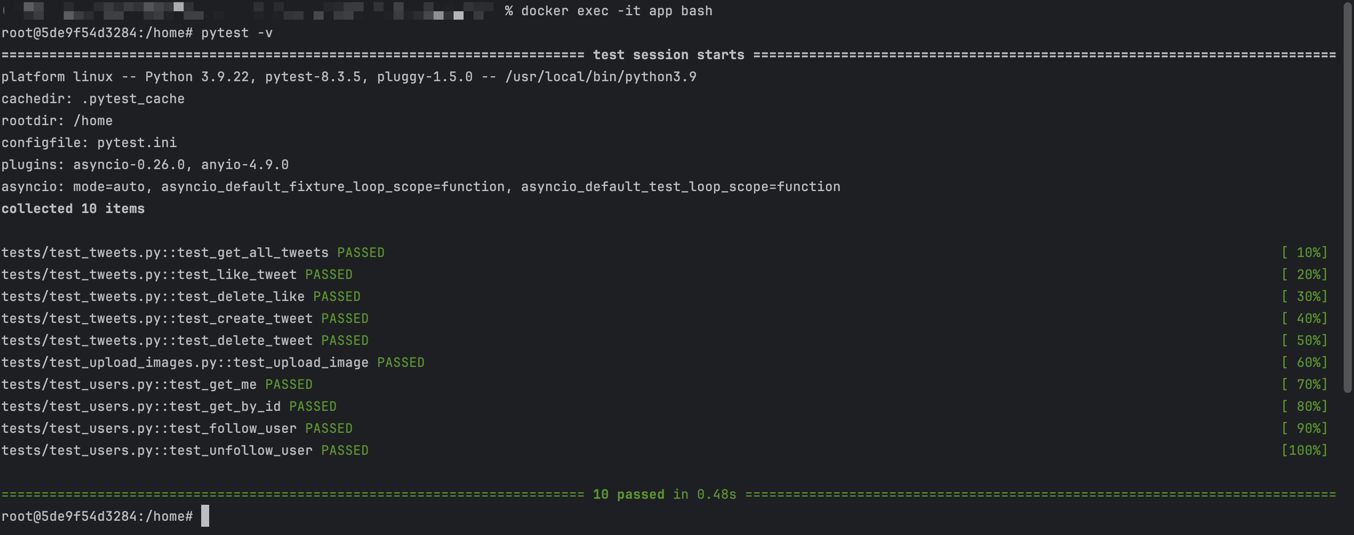 % docker exec -it app bash
root@5de9f54d3284:/home# pytest -v
========================================================================= test session starts =========================================================================
platform linux -- Python 3.9.22, pytest-8.3.5, pluggy-1.5.0 -- /usr/local/bin/python3.9
cachedir: .pytest_cache
rootdir: /home
configfile: pytest.ini
plugins: asyncio-0.26.0, anyio-4.9.0
asyncio: mode=auto, asyncio_default_fixture_loop_scope=function, asyncio_default_test_loop_scope=function
collected 10 items
tests/test_tweets.py::test_get_all_tweets PASSED [ 10%]
tests/test_tweets.py::test_like_tweet PASSED [ 20%]
tests/test_tweets.py::test_delete_like PASSED [ 30%]
tests/test_tweets.py::test_create_tweet PASSED [ 40%]
tests/test_tweets.py::test_delete_tweet PASSED [ 50%]
tests/test_upload_images.py::test_upload_image PASSED [ 60%]
tests/test_users.py::test_get_me PASSED [ 70%]
tests/test_users.py::test_get_by_id PASSED [ 80%]
tests/test_users.py::test_follow_user PASSED [ 90%]
tests/test_users.py::test_unfollow_user PASSED [100%]
========================================================================= 10 passed in 0.48s ==========================================================================
root@5de9f54d3284:/home#